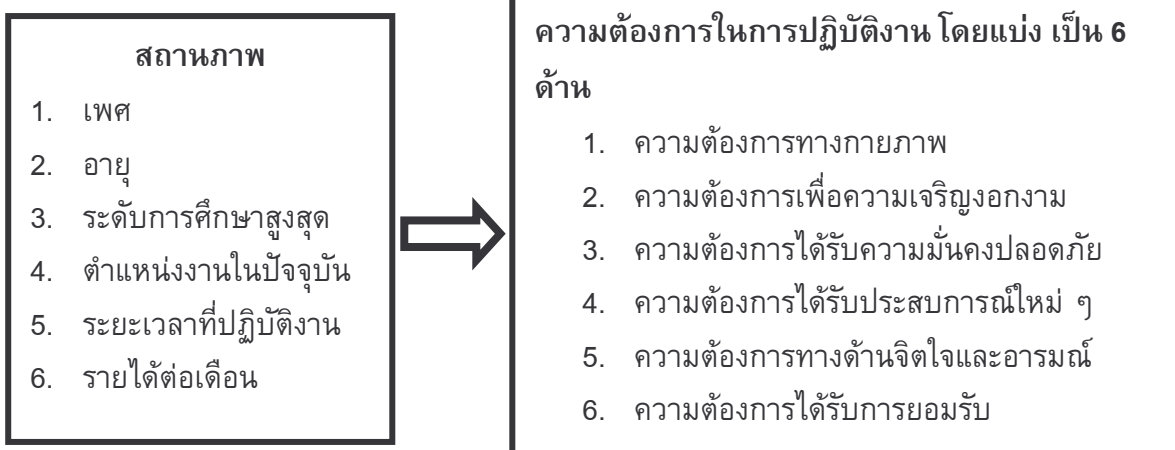 สถานภาพ
1. เพศ
2. อายุ
3. ระดับการศึกษาสูงสุด
4. ตำแหน่งงานในปัจจุบัน
5. ระยะเวลาที่ปฏิบัติงาน
6. รายได้ต่อเดือน
ความต้องการในการปฏิบัติงาน โดยแบ่ง เป็น 6
ด้าน
1. ความต้องการทางกายภาพ
2. ความต้องการเพื่อความเจริญงอกงาม
3. ความต้องการได้รับความมั่นคงปลอดภัย
4. ความต้องการได้รับประสบการณ์ใหม่ ๆ
5. ความต้องการทางด้านจิตใจและอารมณ์
6. ความต้องการได้รับการยอมรับ